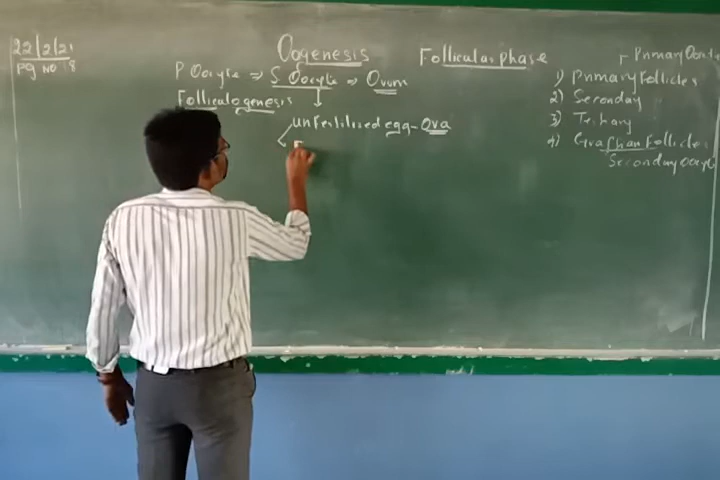 22/2/21
Pg NO 18
Oogenesis
P Oocyte ⇒ S Oocyte ⇒ Ovum
Folliculogenesis
unfertilized egg - Ova
F
Follicular phase
Primary Oocyte
1) Primary Follicles
2) Seconday
3) Tertiary
4) Graafian Follicles
Secondary Oocyte